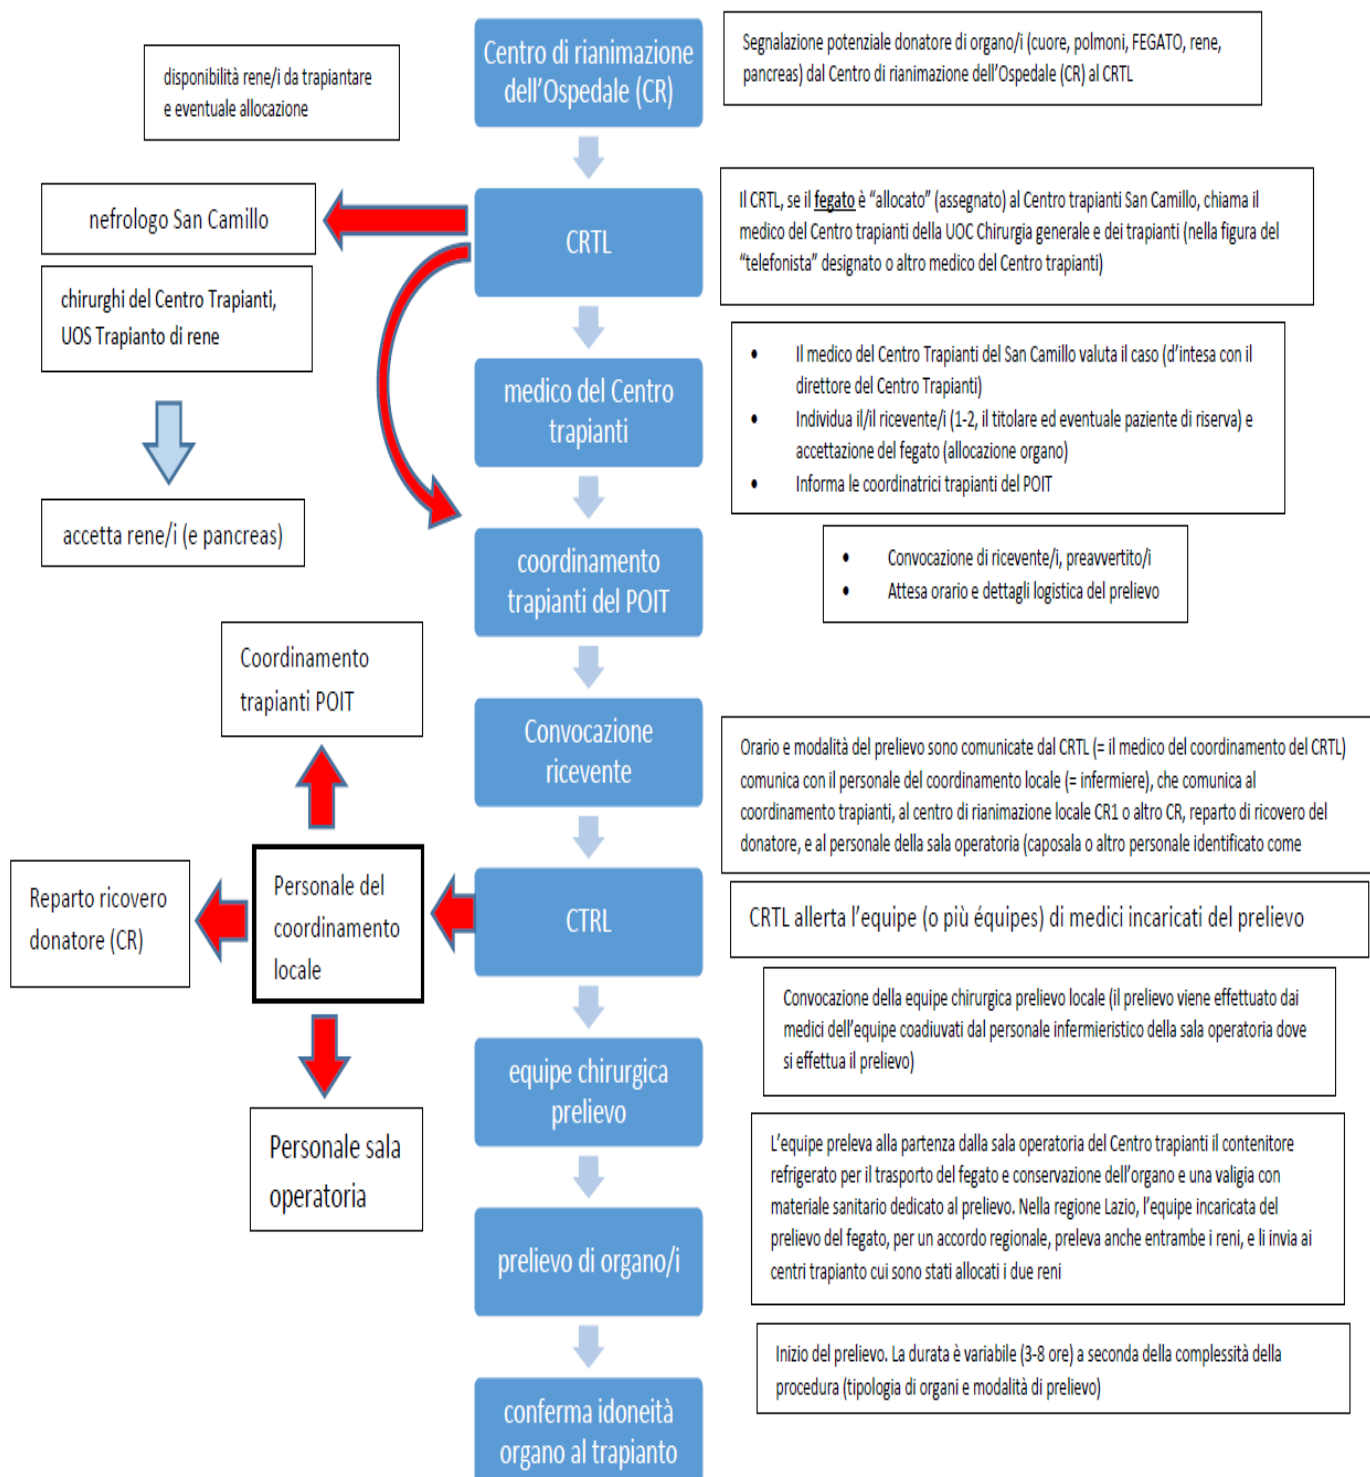 Centro di rianimazione
dell'Ospedale (CR)
Segnalazione potenziale donatore di organo/i (cuore, polmoni, FEGATO, rene,
pancreas) dal Centro di rianimazione dell'Ospedale (CR) al CRTL
disponibilità rene/i da trapiantare
e eventuale allocazione
nefrologo San Camillo
chirurghi del Centro Trapianti,
UOS Trapianto di rene
accetta rene/i (e pancreas)
CRTL
Il CRTL, se il fegato è "allocato" (assegnato) al Centro trapianti San Camillo, chiama il
medico del Centro trapianti della UOC Chirurgia generale e dei trapianti (nella figura del
"telefonista" designato o altro medico del Centro trapianti)
medico del Centro
trapianti
• Il medico del Centro Trapianti del San Camillo valuta il caso (d'intesa con il
direttore del Centro Trapianti)
• Individua il/il ricevente/i (1-2, il titolare ed eventuale paziente di riserva) e
accettazione del fegato (allocazione organo)
• Informa le coordinatrici trapianti del POIT
coordinamento
trapianti del POIT
• Convocazione di ricevente/i, preavvertito/i
• Attesa orario e dettagli logistica del prelievo
Convocazione
ricevente
Orario e modalità del prelievo sono comunicate dal CRTL (= il medico del coordinamento del CRTL)
comunica con il personale del coordinamento locale (= infermiere), che comunica al
coordinamento trapianti, al centro di rianimazione locale CR1 o altro CR, reparto di ricovero del
donatore, e al personale della sala operatoria (caposala o altro personale identificato come
Coordinamento
trapianti POIT
Reparto ricovero
donatore (CR)
Personale del
coordinamento
locale
Personale sala
operatoria
CTRL
CRTL allerta l'equipe (o più équipes) di medici incaricati del prelievo
Convocazione della equipe chirurgica prelievo locale (il prelievo viene effettuato dai
medici dell'equipe coadiuvati dal personale infermieristico della sala operatoria dove
si effettua il prelievo)
equipe chirurgica
prelievo
L'equipe preleva alla partenza dalla sala operatoria del Centro trapianti il contenitore
refrigerato per il trasporto del fegato e conservazione dell'organo e una valigia con
materiale sanitario dedicato al prelievo. Nella regione Lazio, l'equipe incaricata del
prelievo del fegato, per un accordo regionale, preleva anche entrambe i reni, e li invia ai
centri trapianto cui sono stati allocati i due reni
prelievo di organo/i
Inizio del prelievo. La durata è variabile (3-8 ore) a seconda della complessità della
procedura (tipologia di organi e modalità di prelievo)
conferma idoneità
organo al trapianto